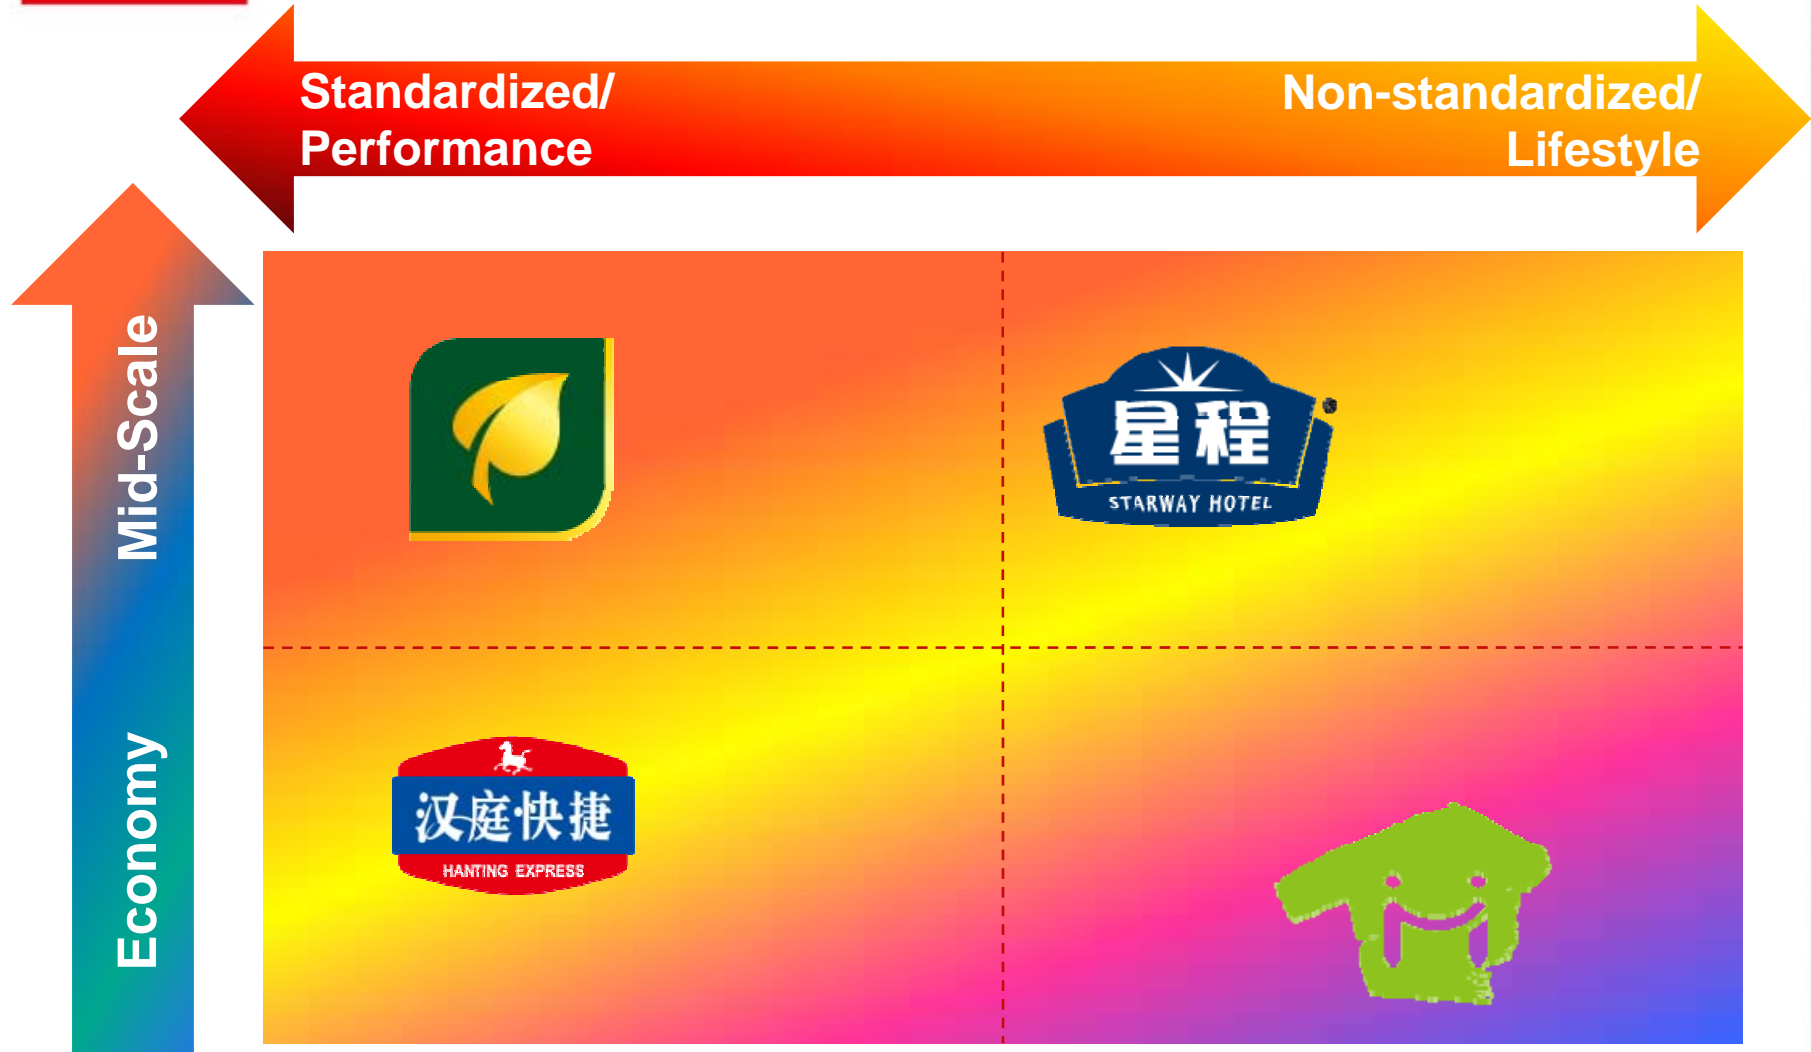 Standardized/
Performance
Non-standardized/
Lifestyle
Mid-Scale
Economy
星程
STARWAY HOTEL
汉庭快捷
HANTING EXPRESS